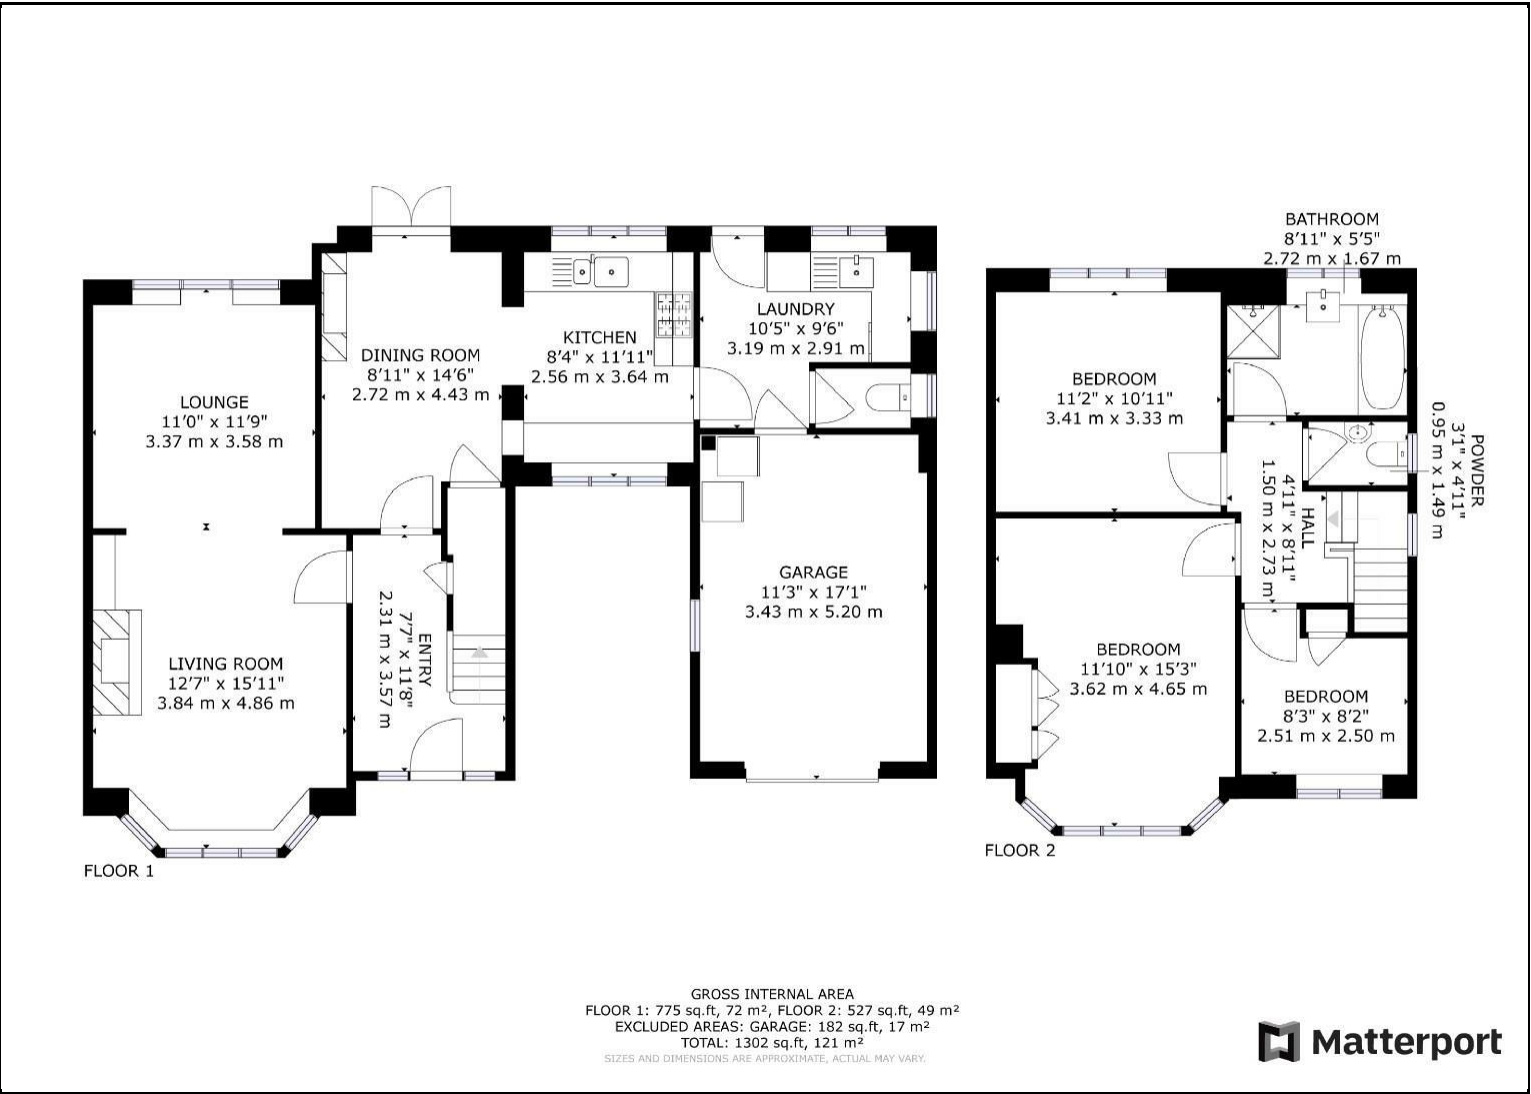 LOUNGE
11'0" x 11'9"
3.37 m x 3.58 m
DINING ROOM
8'11" x 14'6"
2.72 m x 4.43 m
KITCHEN
8'4" x 11'11"
2.56 m x 3.64 m
LAUNDRY
10'5" x 9'6"
3.19 m x 2.91 m
LIVING ROOM
12'7" x 15'11"
3.84 m x 4.86 m
ENTRY
7'7" x 11'8"
2.31 m x 3.57 m
GARAGE
11'3" x 17'1"
3.43 m x 5.20 m
FLOOR 1
BATHROOM
8'11" x 5'5"
2.72 m x 1.67 m
BEDROOM
11'2" x 10'11"
3.41 m x 3.33 m
POWDER
3'1" x 4'11"
0.95 m x 1.49 m
HALL
4'11" x 8'11"
1.50 m x 2.73 m
BEDROOM
11'10" x 15'3"
3.62 m x 4.65 m
BEDROOM
8'3" x 8'2"
2.51 m x 2.50 m
FLOOR 2
GROSS INTERNAL AREA
FLOOR 1: 775 sq.ft, 72 m², FLOOR 2: 527 sq.ft, 49 m²
EXCLUDED AREAS: GARAGE: 182 sq.ft, 17 m²
TOTAL: 1302 sq.ft, 121 m²
SIZES AND DIMENSIONS ARE APPROXIMATE, ACTUAL MAY VARY.
Matterport